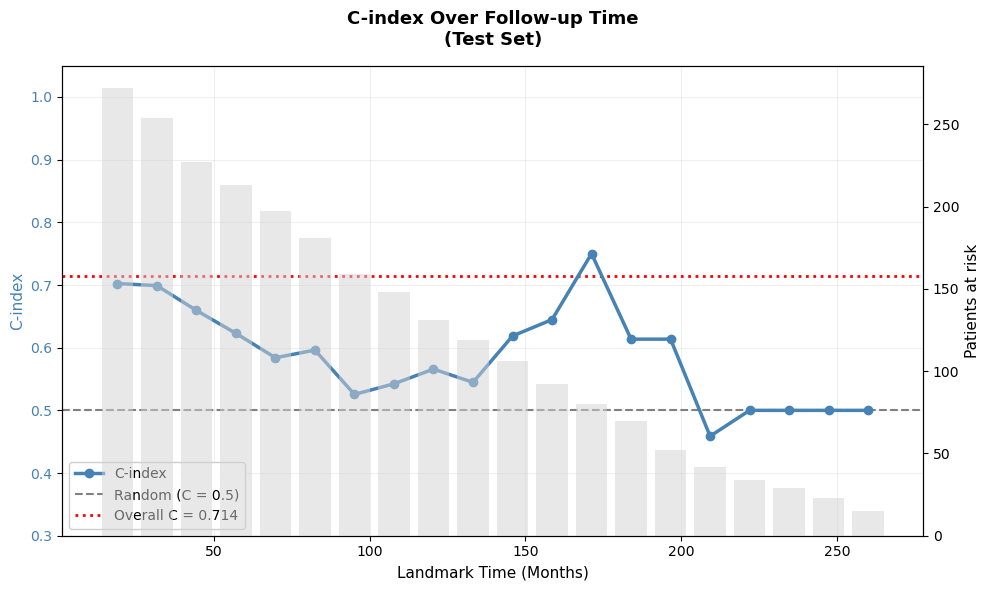 C-index Over Follow-up Time
(Test Set)
C-index
1.0
0.9
0.8
0.7
0.6
0.5
0.4
0.3
250
200
150
100
50
0
Patients at risk
C-index
Random (C = 0.5)
Overall C = 0.714
50
100
150
200
250
Landmark Time (Months)